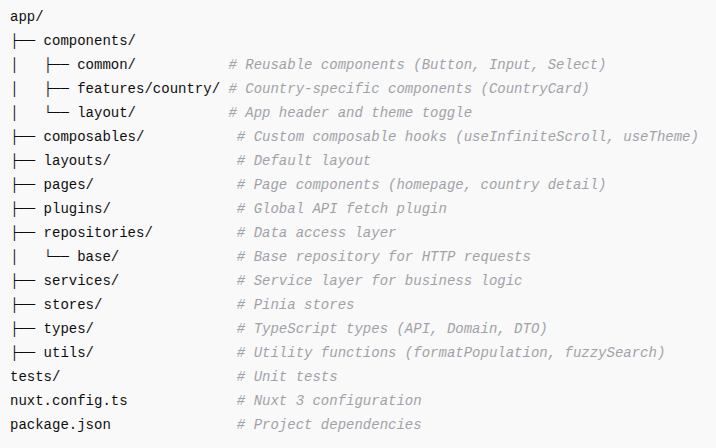 app/
├── components/
│   ├── common/           # Reusable components (Button, Input, Select)
│   ├── features/country/ # Country-specific components (CountryCard)
│   └── layout/           # App header and theme toggle
├── composables/           # Custom composable hooks (useInfiniteScroll, useTheme)
├── layouts/               # Default layout
├── pages/                 # Page components (homepage, country detail)
├── plugins/               # Global API fetch plugin
├── repositories/          # Data access layer
│   └── base/              # Base repository for HTTP requests
├── services/              # Service layer for business logic
├── stores/                # Pinia stores
├── types/                 # TypeScript types (API, Domain, DTO)
├── utils/                 # Utility functions (formatPopulation, fuzzySearch)
tests/                     # Unit tests
nuxt.config.ts             # Nuxt 3 configuration
package.json               # Project dependencies